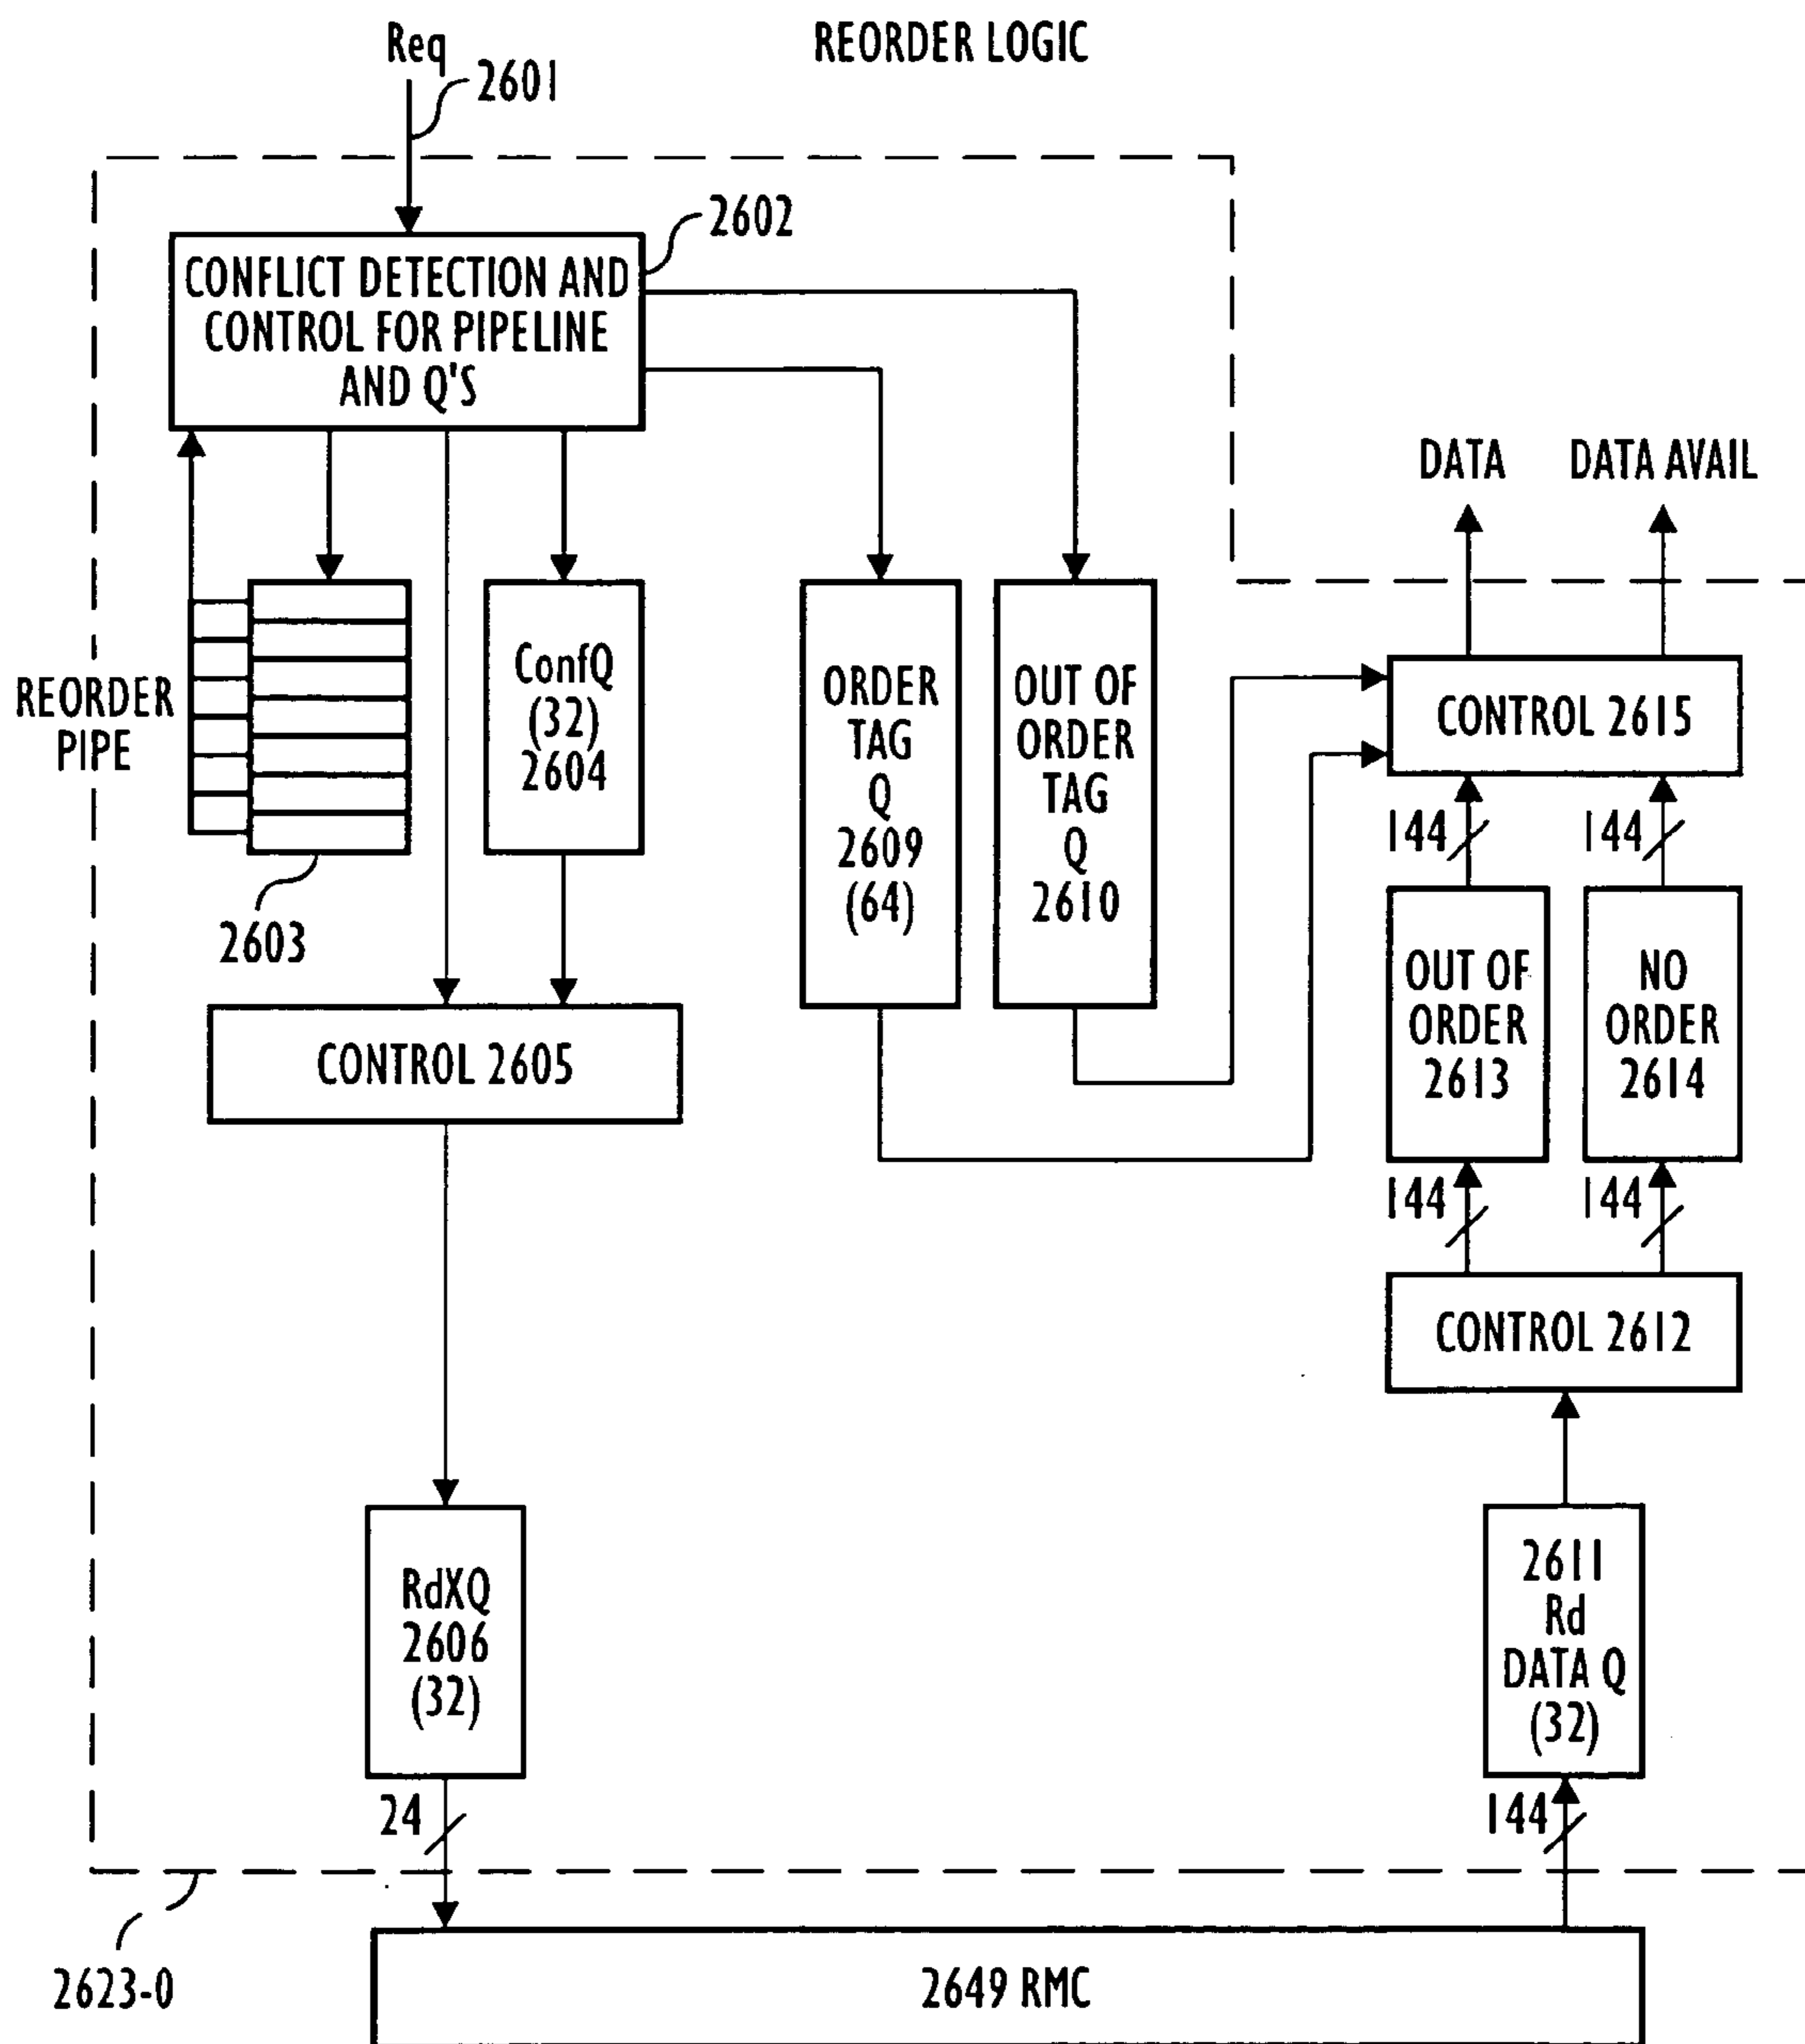 Req
REORDER LOGIC
2601
2602
CONFLICT DETECTION AND
CONTROL FOR PIPELINE
AND Q'S
DATA
DATA AVAIL
REORDER
PIPE
2603
ConfQ
(32)
2604
ORDER
TAG
Q
2609
(64)
OUT OF
ORDER
TAG
Q
2610
CONTROL 2615
144
144
OUT OF
ORDER
2613
NO
ORDER
2614
CONTROL 2605
144
144
CONTROL 2612
RdXQ
2606
(32)
2611
Rd
DATA Q
(32)
24
144
2623-0
2649 RMC